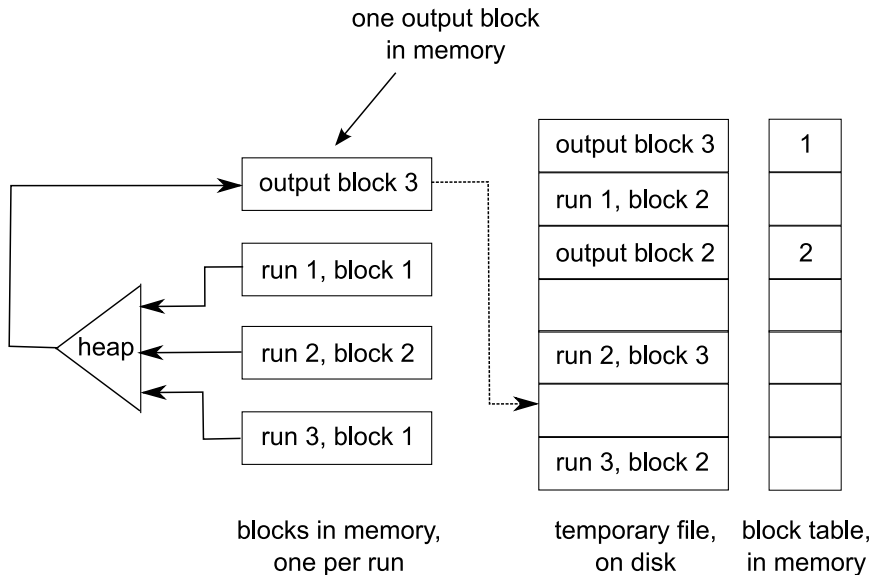 one output block
in memory
output block 3
run 1, block 1
heap
run 2, block 2
run 3, block 1
blocks in memory,
one per run
output block 3
run 1, block 2
output block 2
run 2, block 3
run 3, block 2
temporary file,
on disk
1
2
block table,
in memory